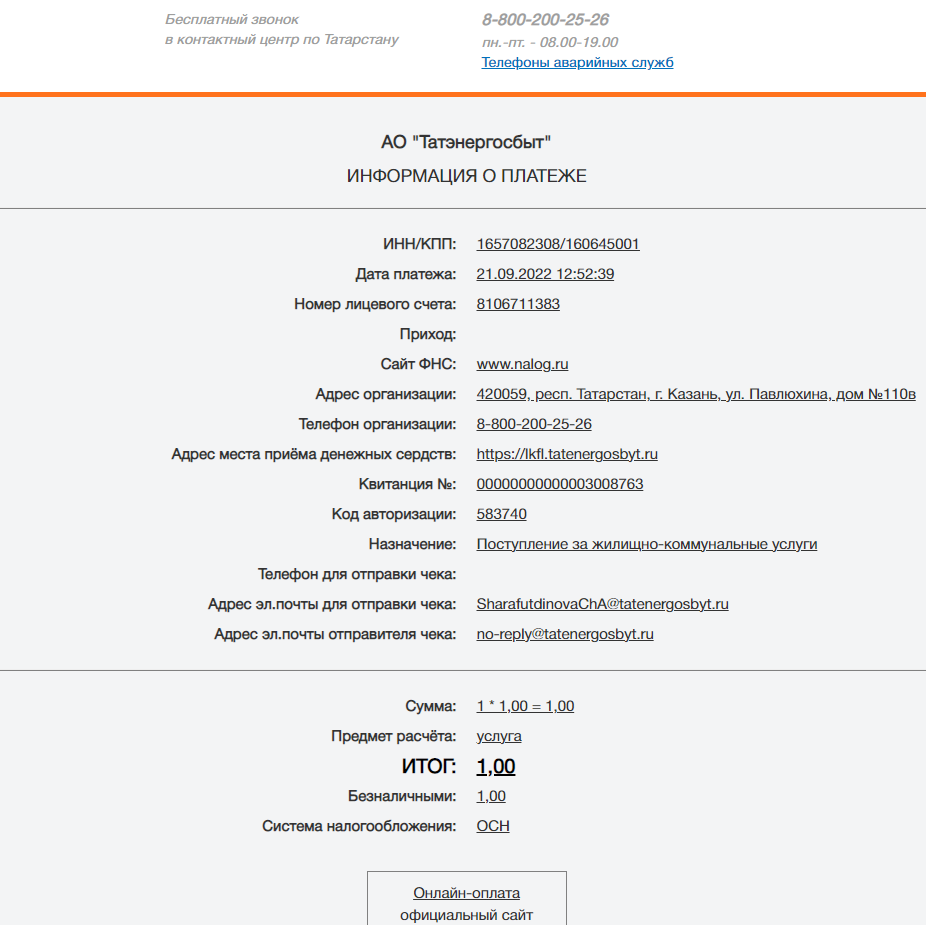 Бесплатный звонок
в контактный центр по Татарстану
8-800-200-25-26
пн.-пт. - 08.00-19.00
Телефоны аварийных служб
АО "Татэнергосбыт"
ИНФОРМАЦИЯ О ПЛАТЕЖЕ
ИНН/КПП: 1657082308/160645001
Дата платежа: 21.09.2022 12:52:39
Номер лицевого счета: 8106711383
Приход:
Сайт ФНС: www.nalog.ru
Адрес организации: 420059, респ. Татарстан, г. Казань, ул. Павлюхина, дом №110в
Телефон организации: 8-800-200-25-26
Адрес места приёма денежных сердств: https://lkfl.tatenergosbyt.ru
Квитанция №: 00000000000003008763
Код авторизации: 583740
Назначение: Поступление за жилищно-коммунальные услуги
Телефон для отправки чека:
Адрес эл.почты для отправки чека: SharafutdinovaChA@tatenergosbyt.ru
Адрес эл.почты отправителя чека: no-reply@tatenergosbyt.ru
Сумма: 1 * 1,00 = 1,00
Предмет расчёта: услуга
ИТОГ: 1,00
Безналичными: 1,00
Система налогообложения: ОСН
Онлайн-оплата
официальный сайт